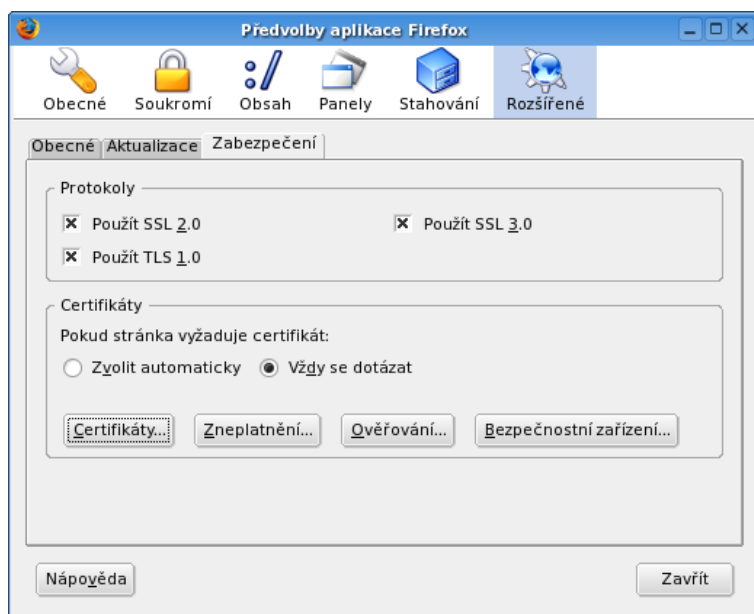 Předvolby aplikace Firefox
Obecné Soukromí Obsah Panely Stahování Rozšířené
Obecné Aktualizace Zabezpečení
Protokoly
Použít SSL 2.0 Použít SSL 3.0
Použít TLS 1.0
Certifikáty
Pokud stránka vyžaduje certifikát:
Zvolit automaticky Vždy se dotázat
Certifikáty... Zneplatnění... Ověřování... Bezpečnostní zařízení...
Nápověda Zavřít